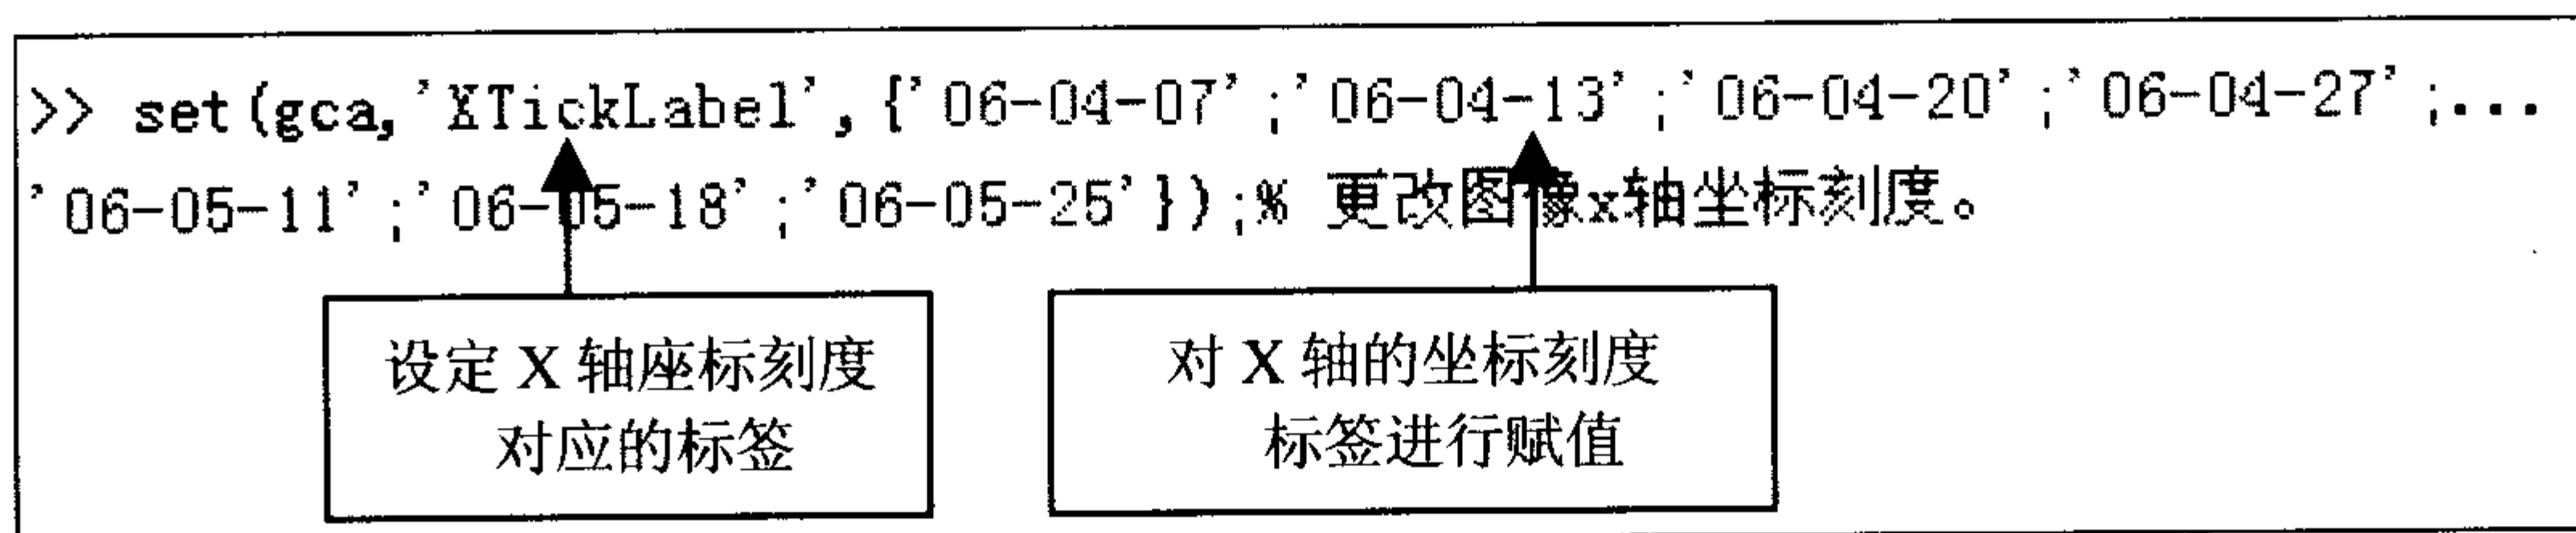 >> set(gca,'XTickLabel',{'06-04-07';'06-04-13';'06-04-20';'06-04-27';...
'06-05-11';'06-05-18';'06-05-25'});% 更改图像x轴坐标刻度。
设定 X 轴座标刻度
对应的标签
对 X 轴的坐标刻度
标签进行赋值